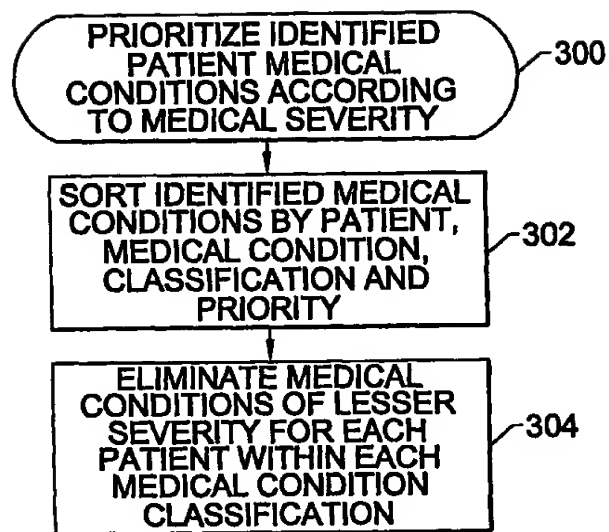 PRIORITIZE IDENTIFIED
PATIENT MEDICAL
CONDITIONS ACCORDING
TO MEDICAL SEVERITY
300
SORT IDENTIFIED MEDICAL
CONDITIONS BY PATIENT,
MEDICAL CONDITION,
CLASSIFICATION AND
PRIORITY
302
ELIMINATE MEDICAL
CONDITIONS OF LESSER
SEVERITY FOR EACH
PATIENT WITHIN EACH
MEDICAL CONDITION
CLASSIFICATION
304